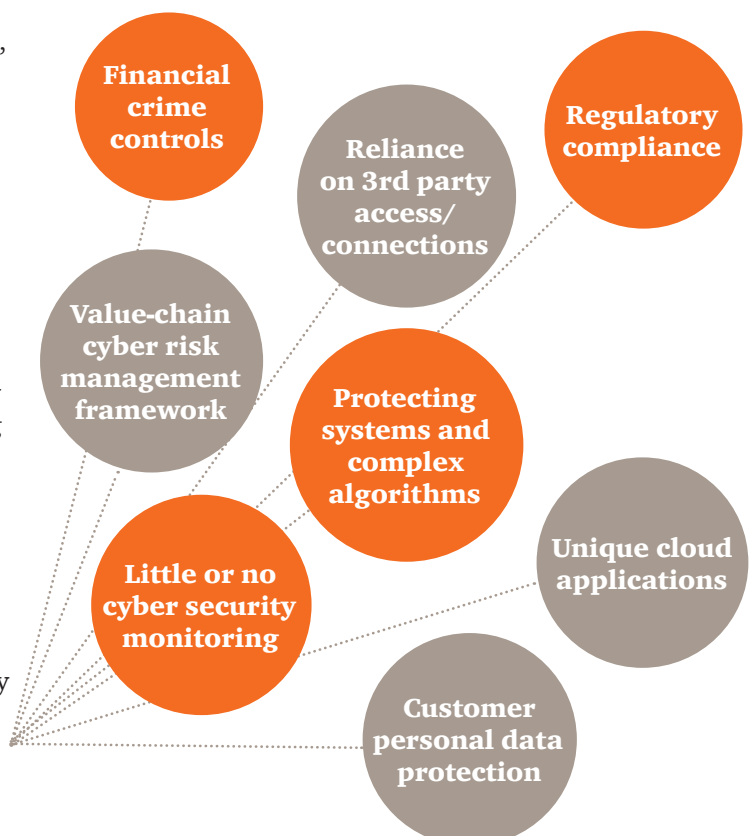 Financial
crime
controls
Regulatory
compliance
Reliance
on 3rd party
access/
connections
Value-chain
cyber risk
management
framework
Protecting
systems and
complex
algorithms
Unique cloud
applications
Little or no
cyber security
monitoring
Customer
personal data
protection